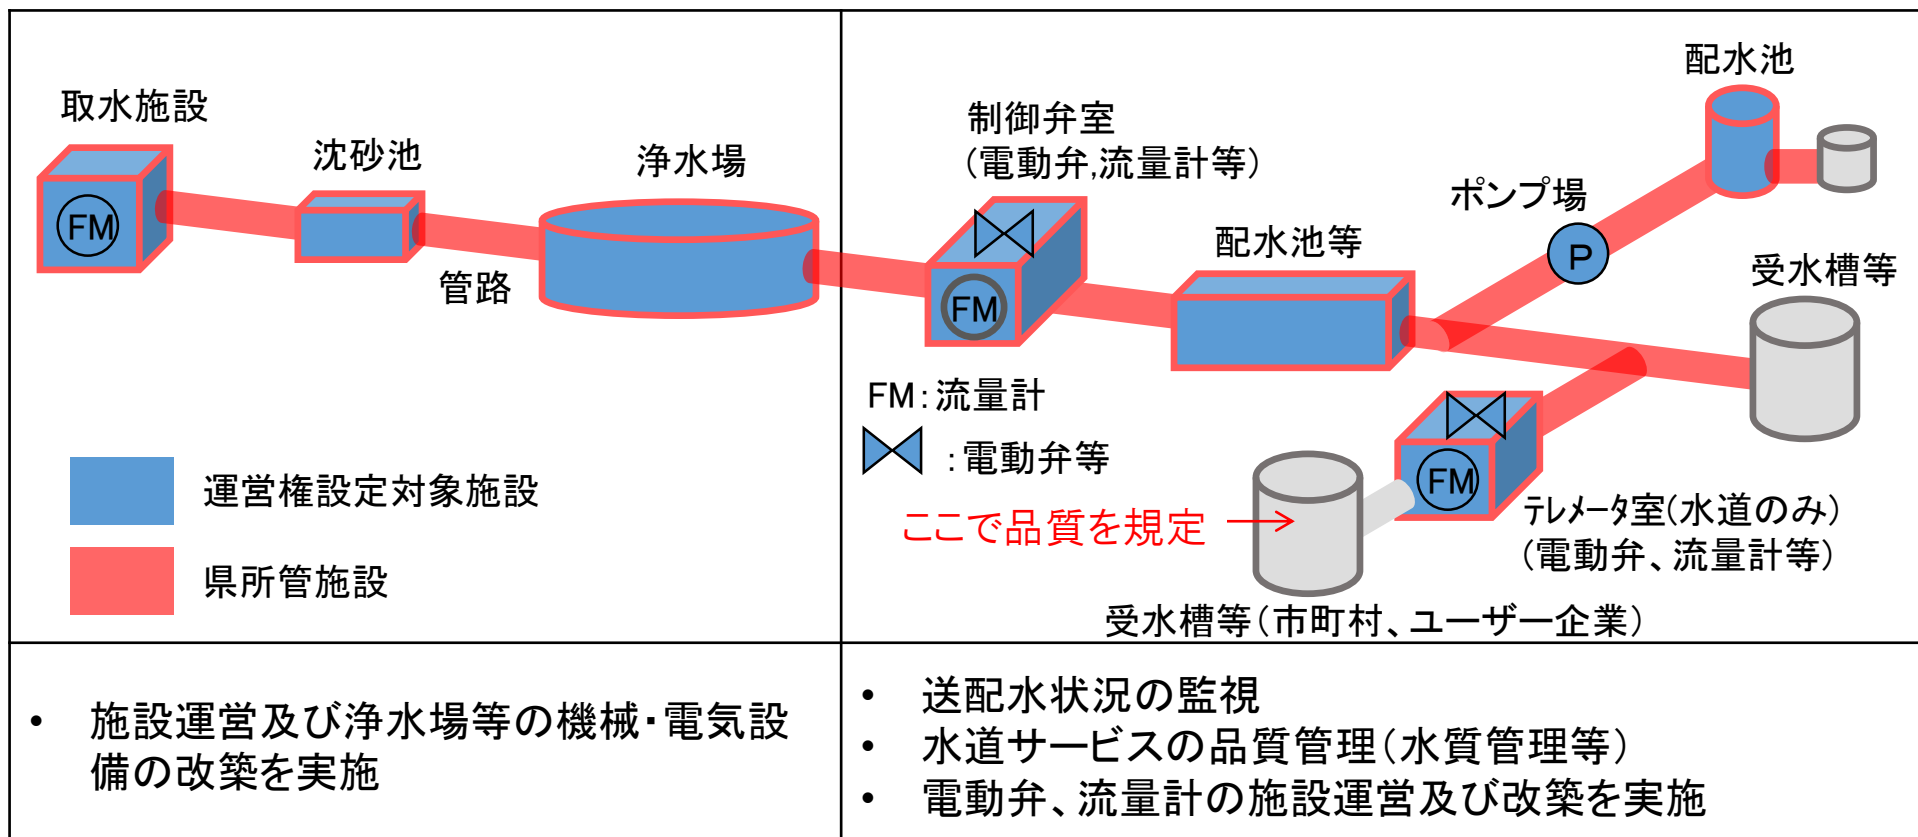 取水施設
FM
沈砂池
管路
浄水場
運営権設定対象施設
県所管施設
制御弁室
(電動弁,流量計等)
FM
配水池等
ポンプ場
P
配水池
受水槽等
FM:流量計
:電動弁等
ここで品質を規定
FM
テレメータ室(水道のみ)
(電動弁、流量計等)
受水槽等(市町村、ユーザー企業)
• 施設運営及び浄水場等の機械・電気設
備の改築を実施
• 送配水状況の監視
• 水道サービスの品質管理(水質管理等)
• 電動弁、流量計の施設運営及び改築を実施